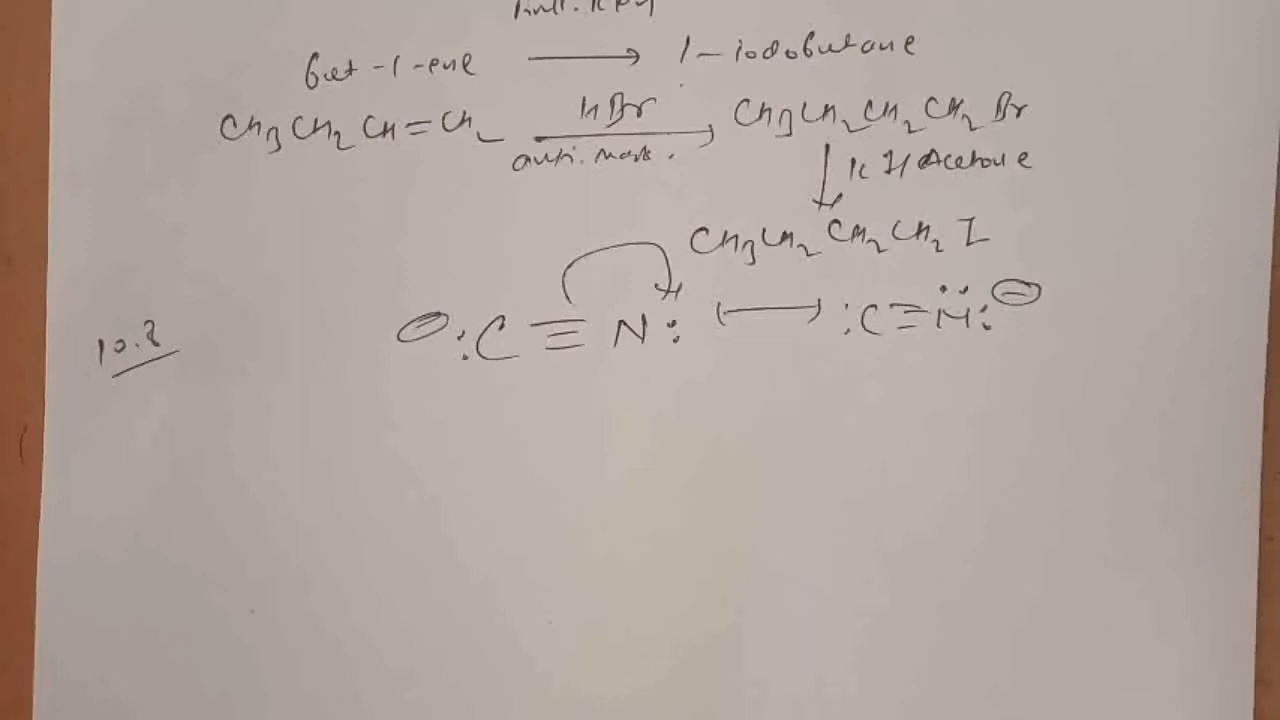 but-1-ene ⟶ 1-iodobutane
CH3CH2CH=CH2 HBr anti. mark. ⟶ CH3CH2CH2CH2Br
↓ KI/Acetone
CH3CH2CH2CH2I
10.8 ⊖:C≡N: ⟷ :C=N̈:⊖